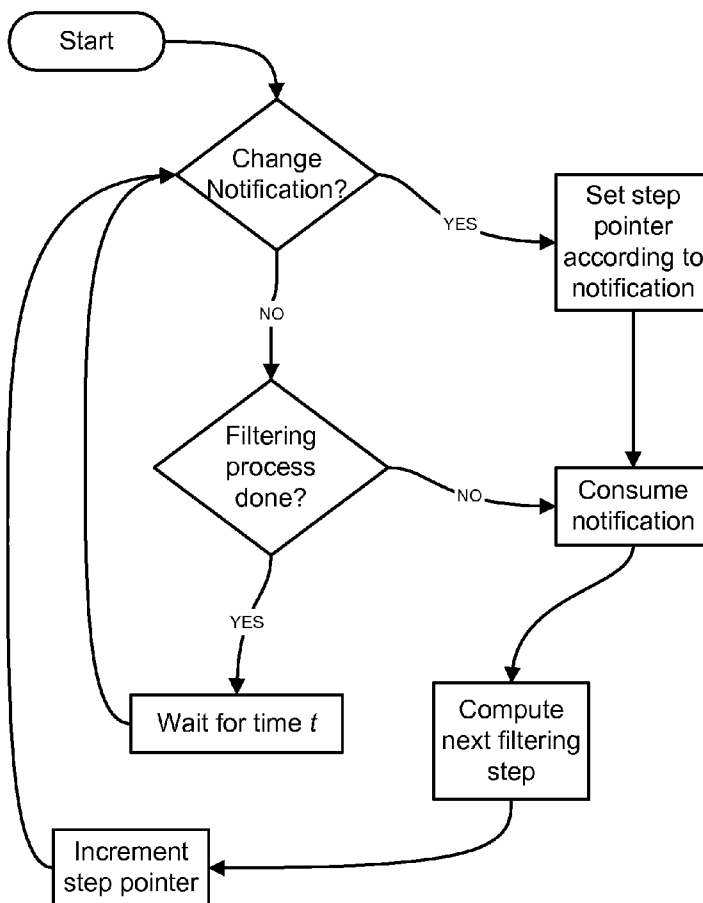 Start
Change
Notification?
YES
Set step
pointer
according to
notification
NO
Filtering
process
done?
NO
Consume
notification
YES
Wait for time t
Compute
next filtering
step
Increment
step pointer